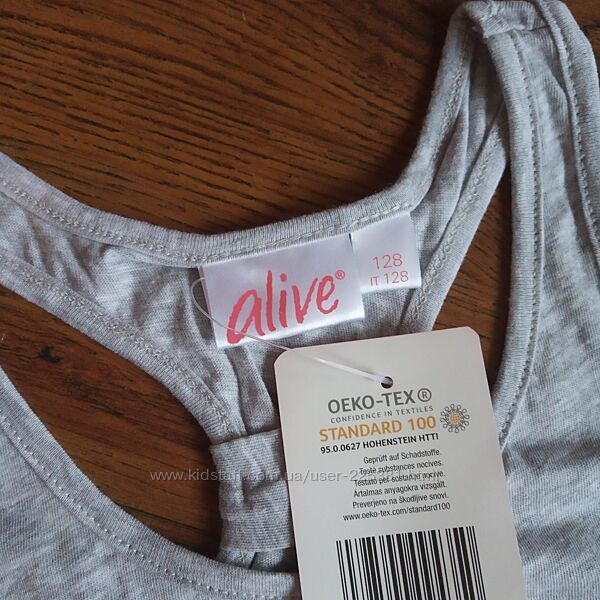 alive®
128
IT 128
OEKO-TEX®
CONFIDENCE IN TEXTILES
STANDARD 100
95.0.0627 HOHENSTEIN HTTI
Geprüft auf Schadstoffe.
Testé substances nocives.
Testato per sostanze nocive.
Ártalmas anyagokra vizsgált.
Preverjeno na škodljive snovi.
www.oeko-tex.com/standard100